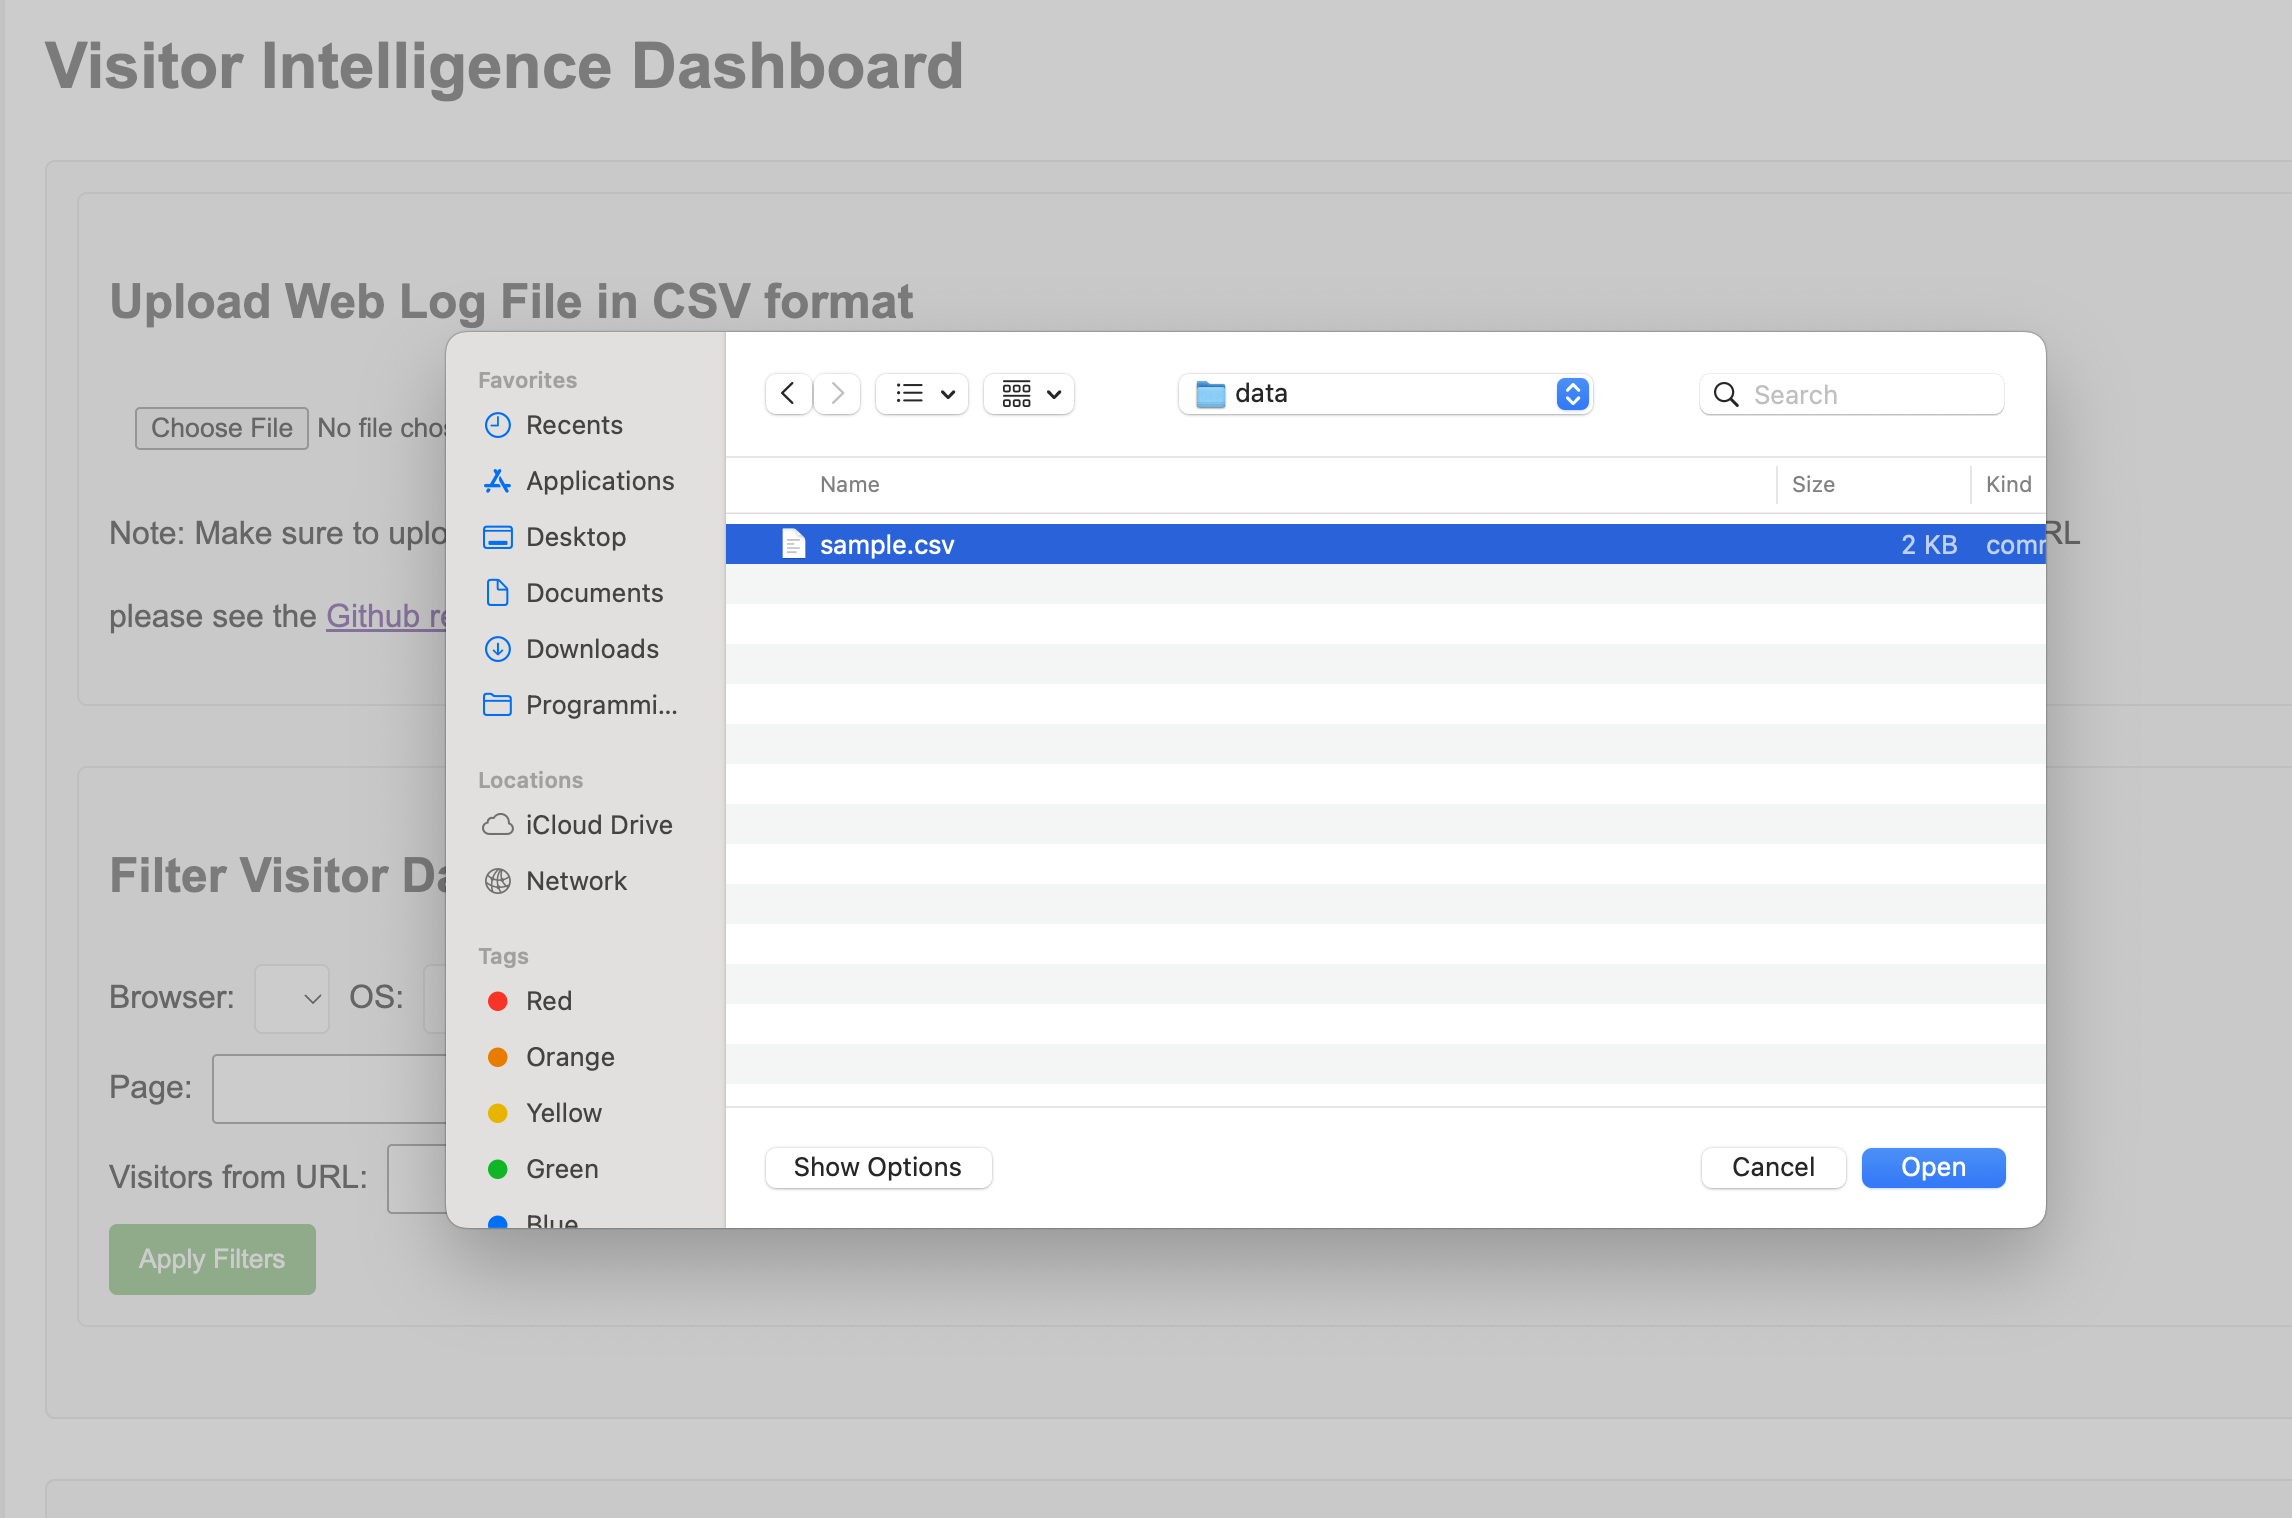 Visitor Intelligence Dashboard
Upload Web Log File in CSV format
Choose File No file
Note: Make sure to RL
please see the Github
Filter Visitor
Browser: OS:
Page:
Visitors from URL:
Apply Filters
Favorites
Recents
Applications
Desktop
Documents
Downloads
Programmi...
Locations
iCloud Drive
Network
Tags
Red
Orange
Yellow
Green
Blue
data
Search
Name Size Kind
sample.csv 2 KB
Show Options Cancel Open